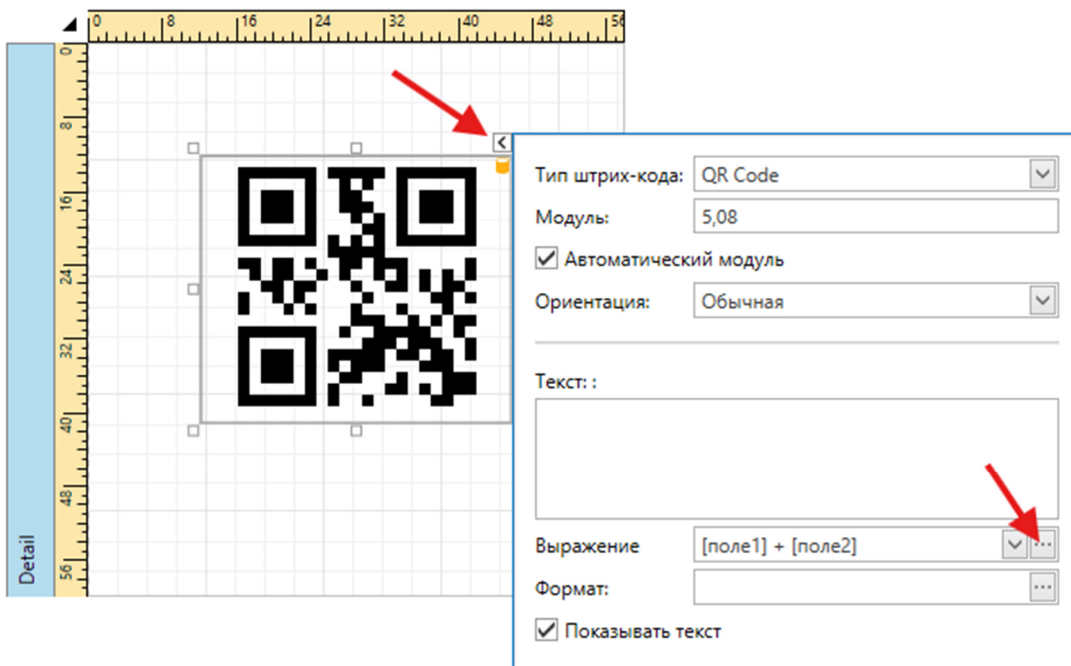 0 8 16 24 32 40 48 56
0
8
16
24
32
40
48
56
Detail
Тип штрих-кода: QR Code
Модуль: 5,08
Автоматический модуль
Ориентация: Обычная
Текст: :
Выражение [поле1] + [поле2]
Формат:
Показывать текст